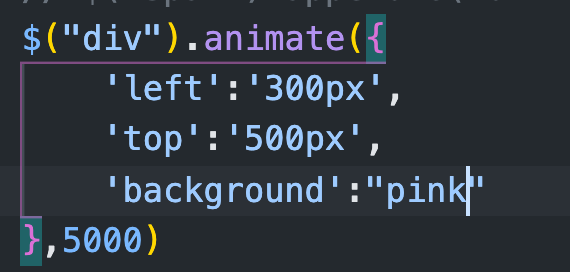 $("div").animate({
'left':'300px',
'top':'500px',
'background':"pink"
},5000)